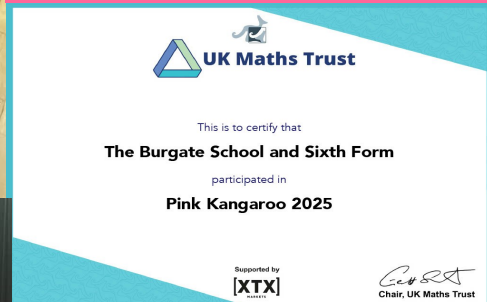 UK Maths Trust
This is to certify that
The Burgate School and Sixth Form
participated in
Pink Kangaroo 2025
Supported by
[XTX]
MARKETS
Chair, UK Maths Trust